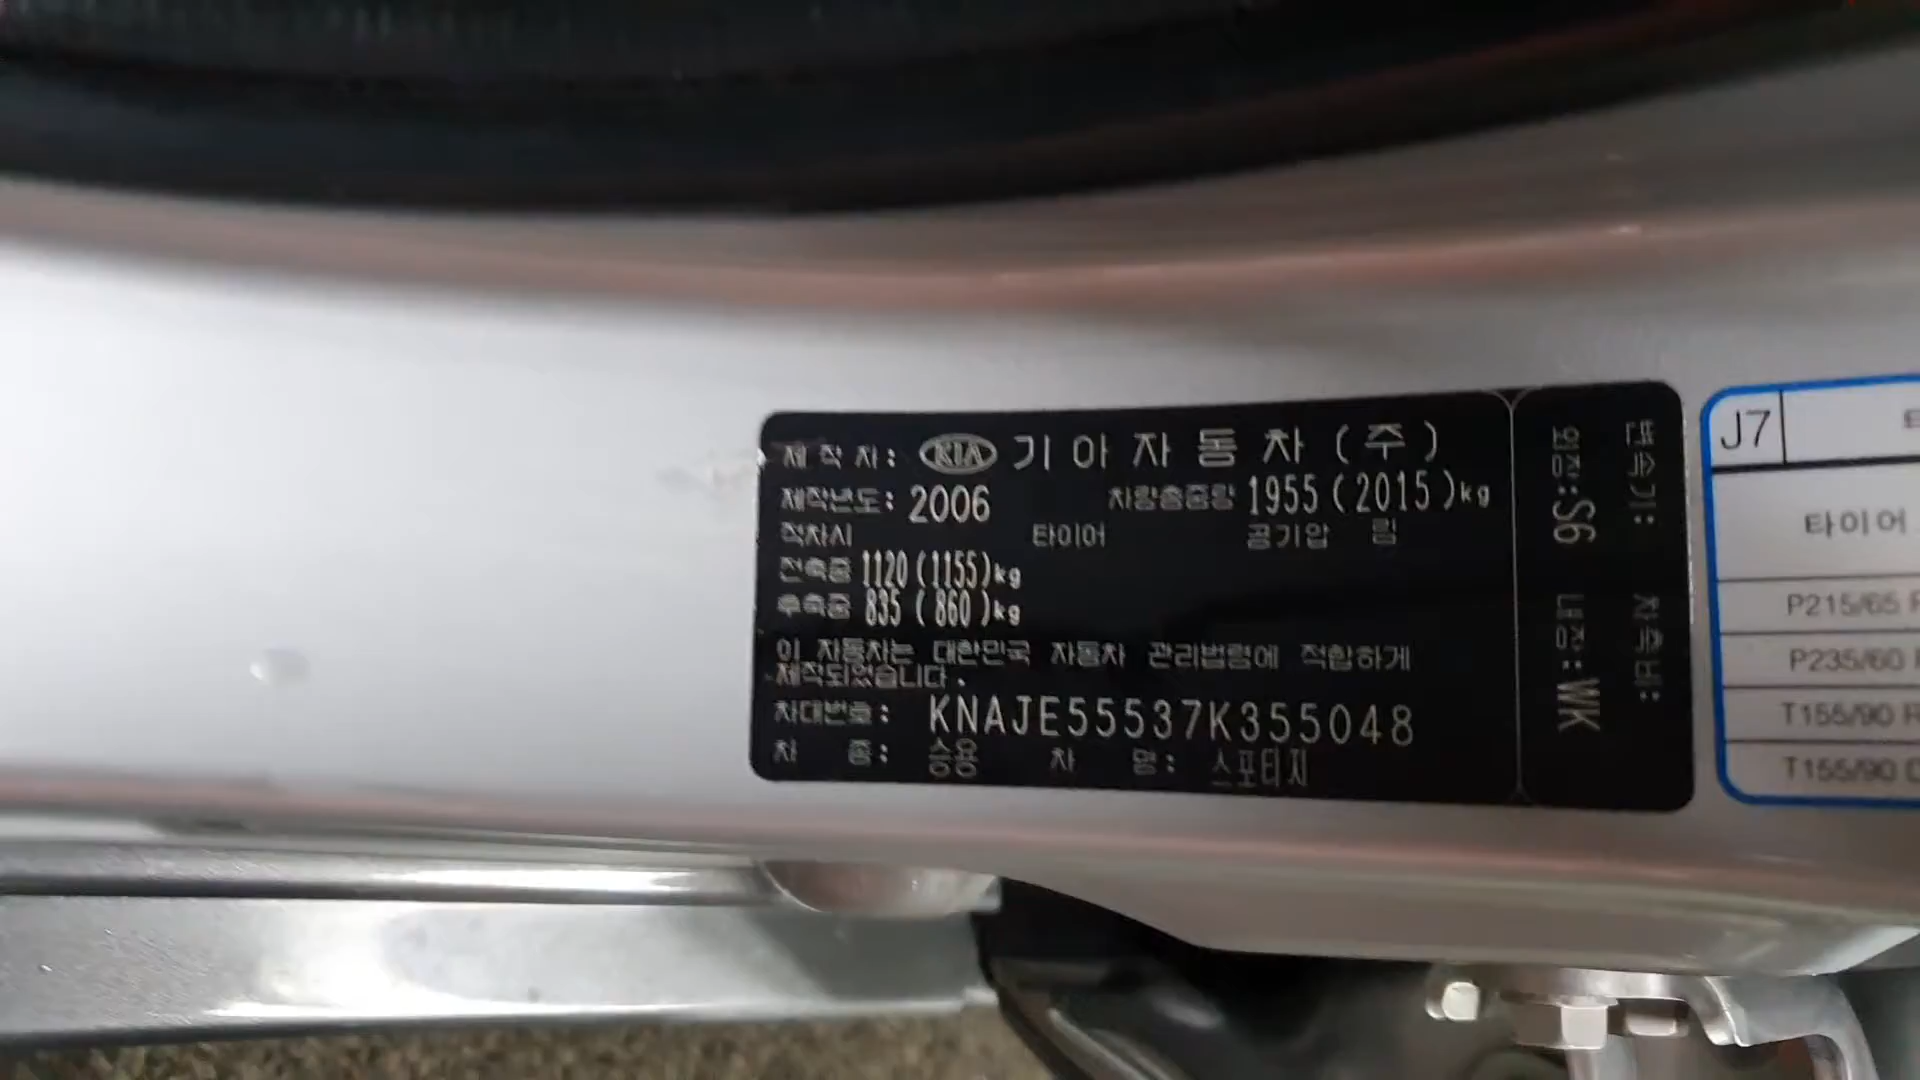 제 작 자: KIA 기 아 자 동 차 (주)
제작년도: 2006 차량총중량 1955 (2015)kg
적차시 타이어 공기압 림
전축중 1120 (1155)kg
후축중 835 ( 860 )kg
이 자동차는 대한민국 자동차 관리법령에 적합하게
제작되었습니다.
차대번호: KNAJE55537K355048
차 종: 승용 차 명: 스포티지
변속기: 차축비:
외장:S6 내장:WK
J7
타이어
P215/65 R
P235/60 R
T155/90 R
T155/90 D